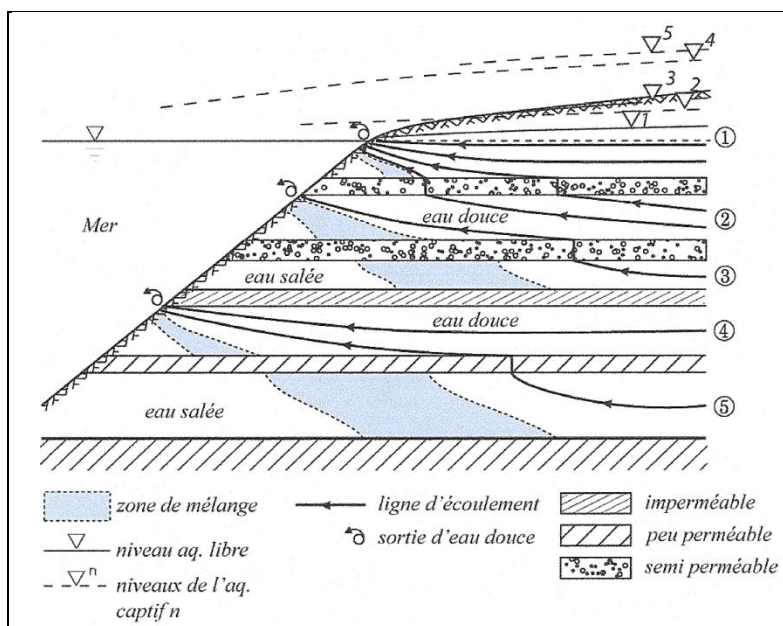 5
4
3
2
1
①
Mer
eau douce
②
eau salée
③
eau douce
④
eau salée
⑤
zone de mélange
ligne d'écoulement
imperméable
niveau aq. libre
sortie d'eau douce
peu perméable
n
niveaux de l'aq.
captif n
semi perméable